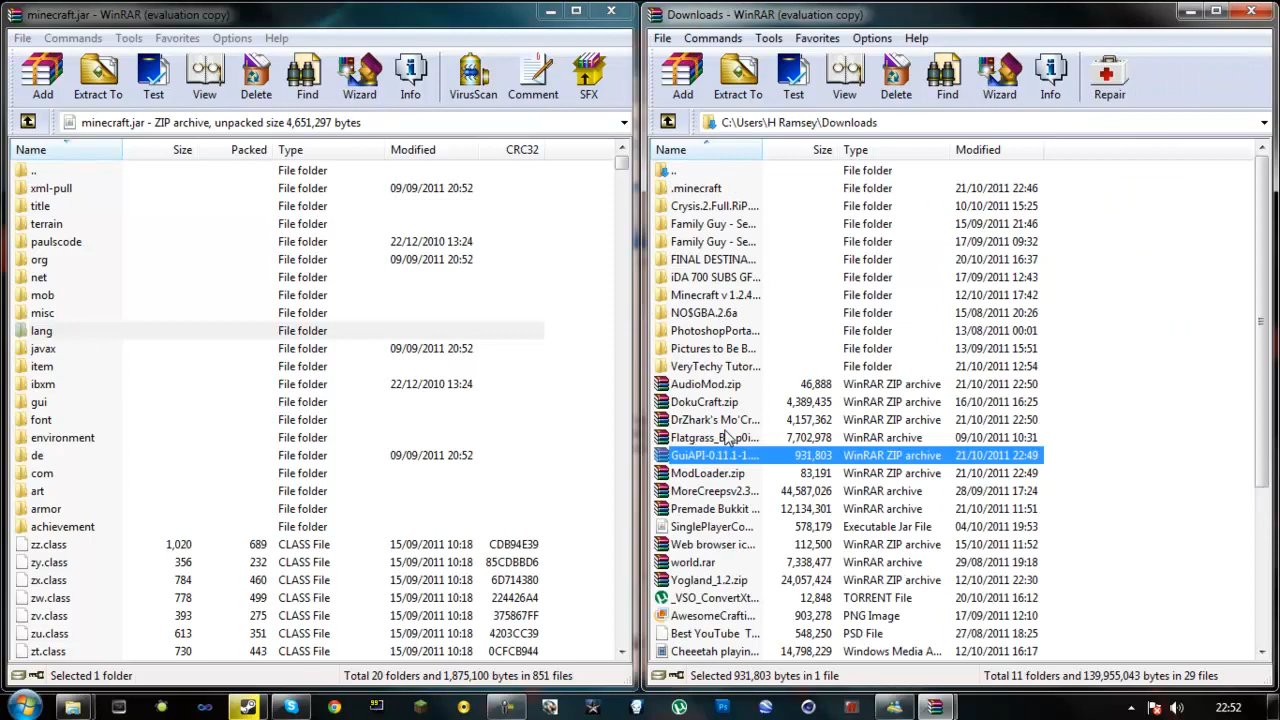 minecraft.jar - WinRAR (evaluation copy)
File Commands Tools Favorites Options Help
Add Extract To Test View Delete Find Wizard Info VirusScan Comment SFX
minecraft.jar - ZIP archive, unpacked size 4,651,297 bytes
Name Size Packed Type Modified CRC32
.. File folder
xml-pull File folder 09/09/2011 20:52
title File folder
terrain File folder
paulscode File folder 22/12/2010 13:24
org File folder 09/09/2011 20:52
net File folder
mob File folder
misc File folder
lang File folder
javax File folder 09/09/2011 20:52
item File folder
ibxm File folder 22/12/2010 13:24
gui File folder
font File folder
environment File folder
de File folder 09/09/2011 20:52
com File folder
art File folder
armor File folder
achievement File folder
zz.class 1,020 689 CLASS File 15/09/2011 10:18 CDB94E39
zy.class 356 232 CLASS File 15/09/2011 10:18 85CDBBD6
zx.class 784 460 CLASS File 15/09/2011 10:18 6D714380
zw.class 778 499 CLASS File 15/09/2011 10:18 224426A4
zv.class 393 275 CLASS File 15/09/2011 10:18 375867FF
zu.class 613 351 CLASS File 15/09/2011 10:18 4203CC39
zt.class 730 443 CLASS File 15/09/2011 10:18 0CFCB944
Selected 1 folder Total 20 folders and 1,875,100 bytes in 851 files
Downloads - WinRAR (evaluation copy)
File Commands Tools Favorites Options Help
Add Extract To Test View Delete Find Wizard Info Repair
C:\Users\H Ramsey\Downloads
Name Size Type Modified
.. File folder
.minecraft File folder 21/10/2011 22:46
Crysis.2.Full.RiP.... File folder 10/10/2011 15:25
Family Guy - Se... File folder 15/09/2011 21:46
Family Guy - Se... File folder 17/09/2011 09:32
FINAL DESTINA... File folder 20/10/2011 16:37
iDA 700 SUBS GF... File folder 17/09/2011 12:43
Minecraft v 1.2.4... File folder 12/10/2011 17:42
NO$GBA.2.6a File folder 15/08/2011 20:26
PhotoshopPorta... File folder 13/08/2011 00:01
Pictures to Be B... File folder 13/09/2011 15:51
VeryTechy Tutor... File folder 21/10/2011 12:54
AudioMod.zip 46,888 WinRAR ZIP archive 21/10/2011 22:50
DokuCraft.zip 4,389,435 WinRAR ZIP archive 20/10/2011 16:25
DrZhark's Mo'Cr... 4,157,362 WinRAR ZIP archive 21/10/2011 22:50
7,702,978 WinRAR archive 09/10/2011 10:31
GuiAPI-0.11.1-1.... 931,803 WinRAR ZIP archive 21/10/2011 22:49
ModLoader.zip 83,191 WinRAR ZIP archive 21/10/2011 22:49
MoreCreepsv2.3... 44,587,026 WinRAR archive 28/09/2011 17:24
Premade Bukkit ... 12,134,301 WinRAR archive 21/10/2011 11:51
SinglePlayerCo... 578,179 Executable Jar File 04/10/2011 19:53
Web browser ic... 112,500 WinRAR archive 15/10/2011 11:52
world.rar 7,338,477 WinRAR archive 29/09/2011 19:18
Yogland_1.2.zip 24,057,424 WinRAR ZIP archive 12/10/2011 22:30
_VSO_ConvertXt... 12,848 TORRENT File 20/10/2011 16:12
AwesomeCrafti... 903,278 PNG Image 17/09/2011 12:10
Best YouTube T... 548,250 PSD File 27/08/2011 18:25
Cheeetah playin... 14,798,229 Windows Media A... 12/10/2011 16:17
Selected 931,803 bytes in 1 file Total 11 folders and 139,955,043 bytes in 29 files
22:52